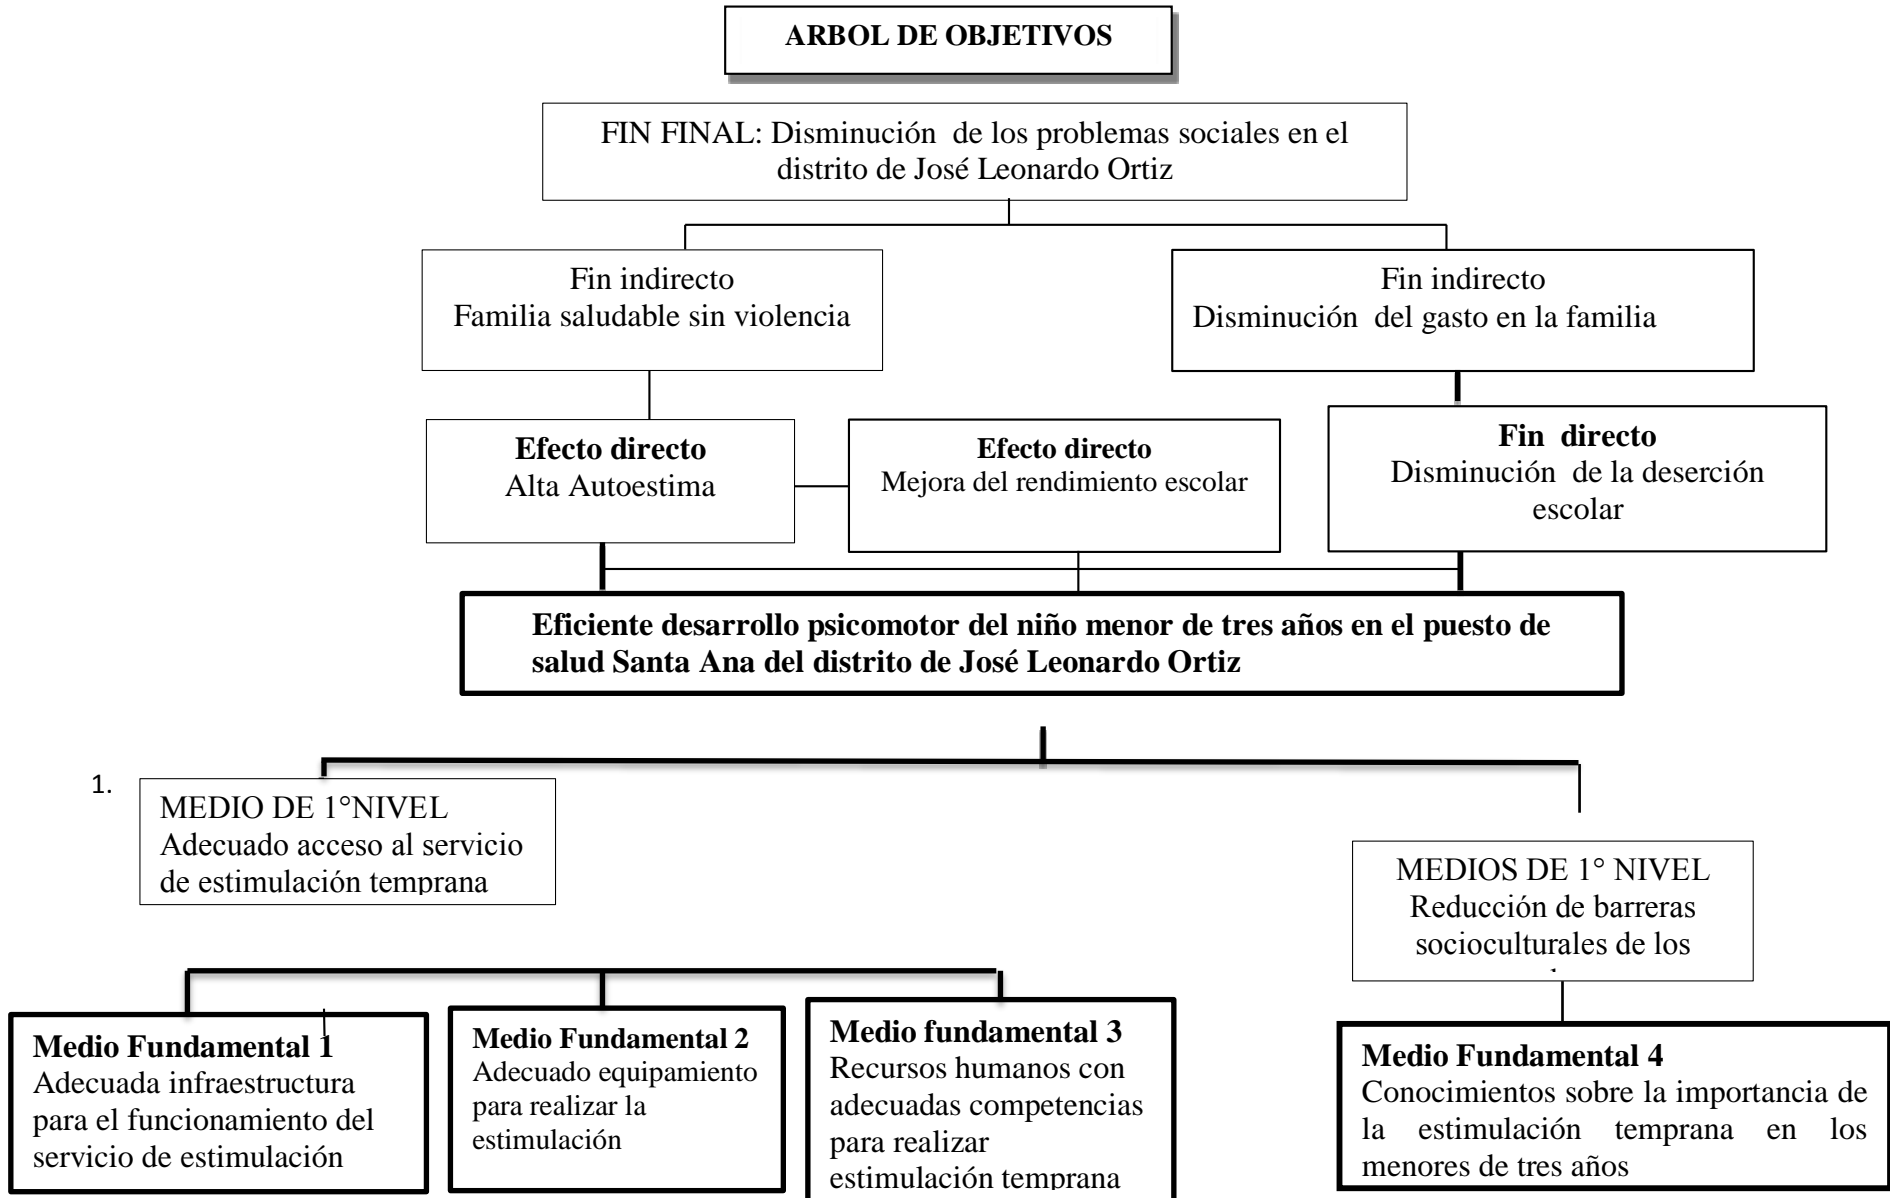 ARBOL DE OBJETIVOS
FIN FINAL: Disminución de los problemas sociales en el
distrito de José Leonardo Ortiz
Fin indirecto
Familia saludable sin violencia
Fin indirecto
Disminución del gasto en la familia
Efecto directo
Alta Autoestima
Efecto directo
Mejora del rendimiento escolar
Fin directo
Disminución de la deserción
escolar
Eficiente desarrollo psicomotor del niño menor de tres años en el puesto de
salud Santa Ana del distrito de José Leonardo Ortiz
1.
MEDIO DE 1°NIVEL
Adecuado acceso al servicio
de estimulación temprana
MEDIOS DE 1° NIVEL
Reducción de barreras
socioculturales de los
Medio Fundamental 1
Adecuada infraestructura
para el funcionamiento del
servicio de estimulación
Medio Fundamental 2
Adecuado equipamiento
para realizar la
estimulación
Medio fundamental 3
Recursos humanos con
adecuadas competencias
para realizar
estimulación temprana
Medio Fundamental 4
Conocimientos sobre la importancia de
la estimulación temprana en los
menores de tres años